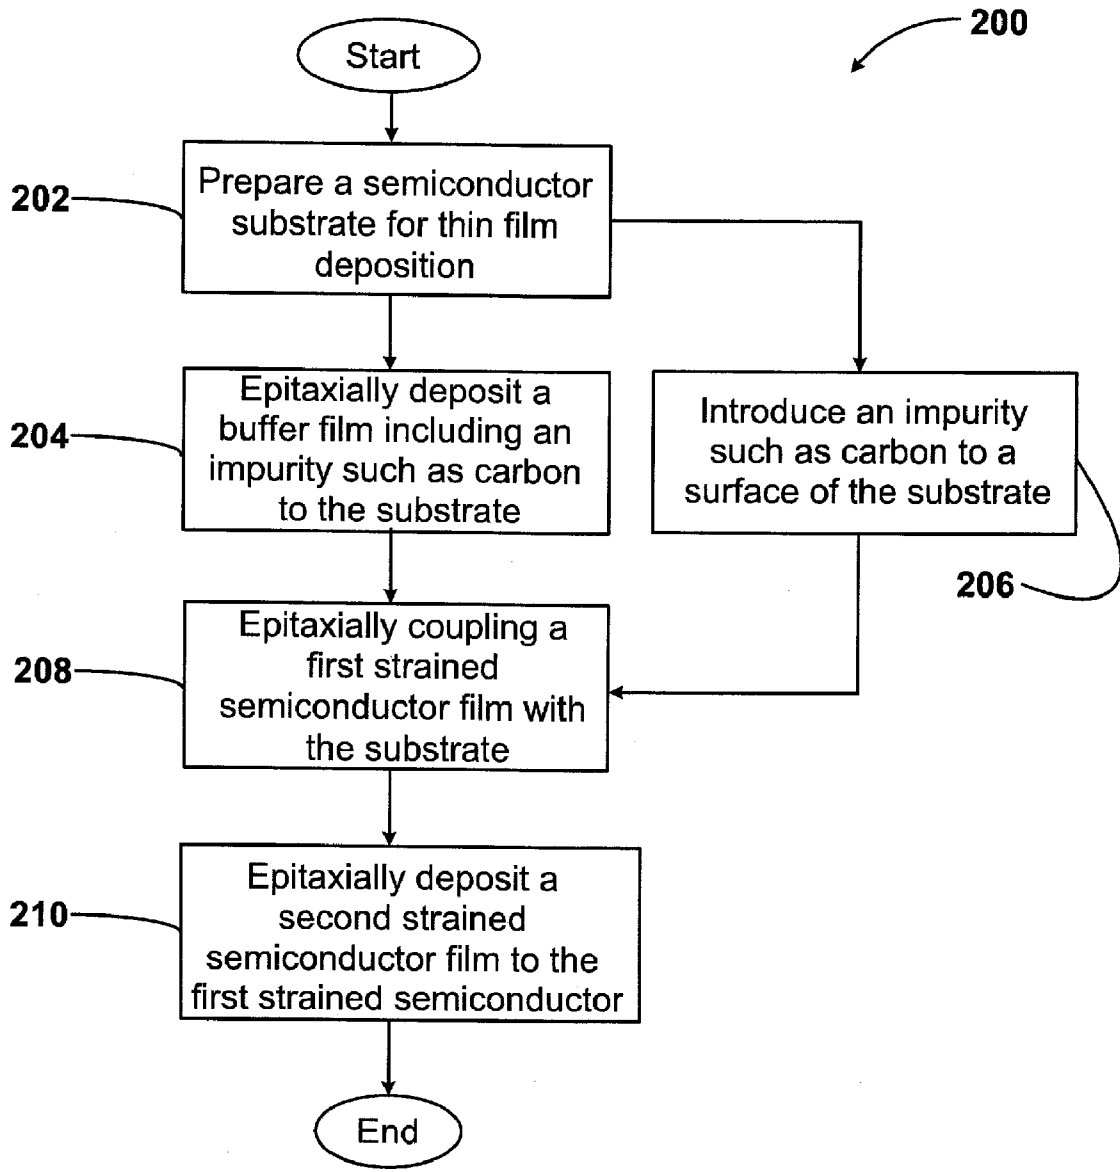 200
Start
202
Prepare a semiconductor
substrate for thin film
deposition
204
Epitaxially deposit a
buffer film including an
impurity such as carbon
to the substrate
Introduce an impurity
such as carbon to a
surface of the substrate
206
208
Epitaxially coupling a
first strained
semiconductor film with
the substrate
210
Epitaxially deposit a
second strained
semiconductor film to the
first strained semiconductor
End